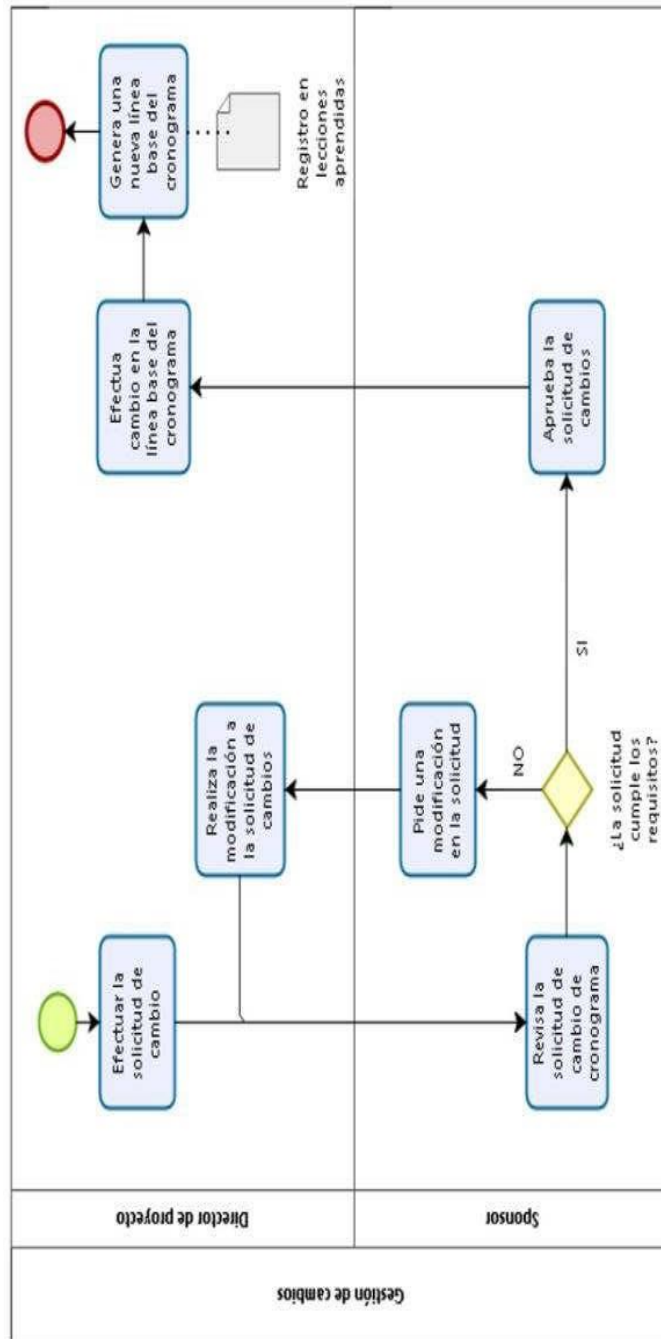 Gestión de cambios
Director de proyecto
Sponsor
Efectuar la
solicitud de
cambio
Realiza la
modificación a
la solicitud de
cambios
Efectua
cambio en la
línea base del
cronograma
Genera una
nueva línea
base del
cronograma
Registro en
lecciones
aprendidas
Revisa la
solicitud de
cambio de
cronograma
¿La solicitud
cumple los
requisitos?
NO
Pide una
modificación
en la solicitud
SI
Aprueba la
solicitud de
cambios